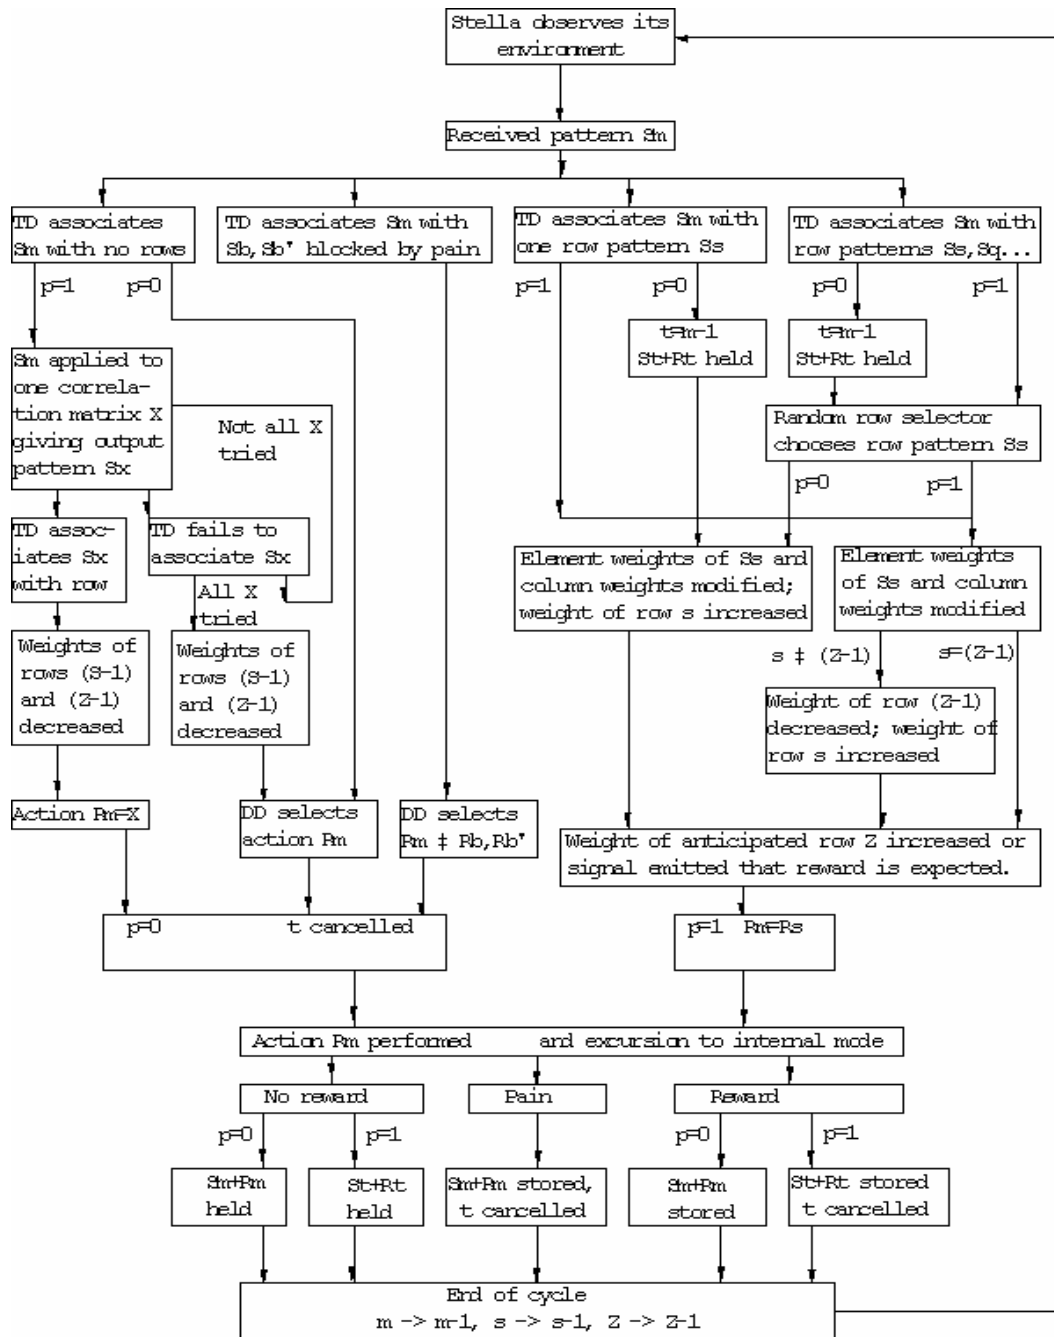 Stella observes its
environment
Received pattern Sm
TD associates
Sm with no rows
TD associates Sm with
Sb,Sb' blocked by pain
TD associates Sm with
one row pattern Ss
TD associates Sm with
row patterns Ss,Sq...
p=1
p=0
p=1
p=0
p=0
p=1
t=m-1
St+Rt held
t=m-1
St+Rt held
Sm applied to
one correla-
tion matrix X
giving output
pattern Sx
Not all X
tried
Random row selector
chooses row pattern Ss
p=0
p=1
TD assoc-
iates Sx
with row
TD fails to
associate Sx
Element weights of Ss and
column weights modified;
weight of row s increased
Element weights
of Ss and column
weights modified
All X
tried
Weights of
rows (S-1)
and (Z-1)
decreased
Weights of
rows (S-1)
and (Z-1)
decreased
s ‡ (Z-1)
s=(Z-1)
Weight of row (Z-1)
decreased; weight of
row s increased
Action Rm=X
DD selects
action Rm
DD selects
Rm ‡ Rb,Rb'
Weight of anticipated row Z increased or
signal emitted that reward is expected.
p=0 t cancelled
p=1 Rm=Rs
Action Rm performed and excursion to internal mode
No reward
Pain
Reward
p=0
p=1
p=0
p=1
Sm+Rm
held
St+Rt
held
Sm+Rm stored,
t cancelled
Sm+Rm
stored
St+Rt stored
t cancelled
End of cycle
m -> m-1, s -> s-1, Z -> Z-1